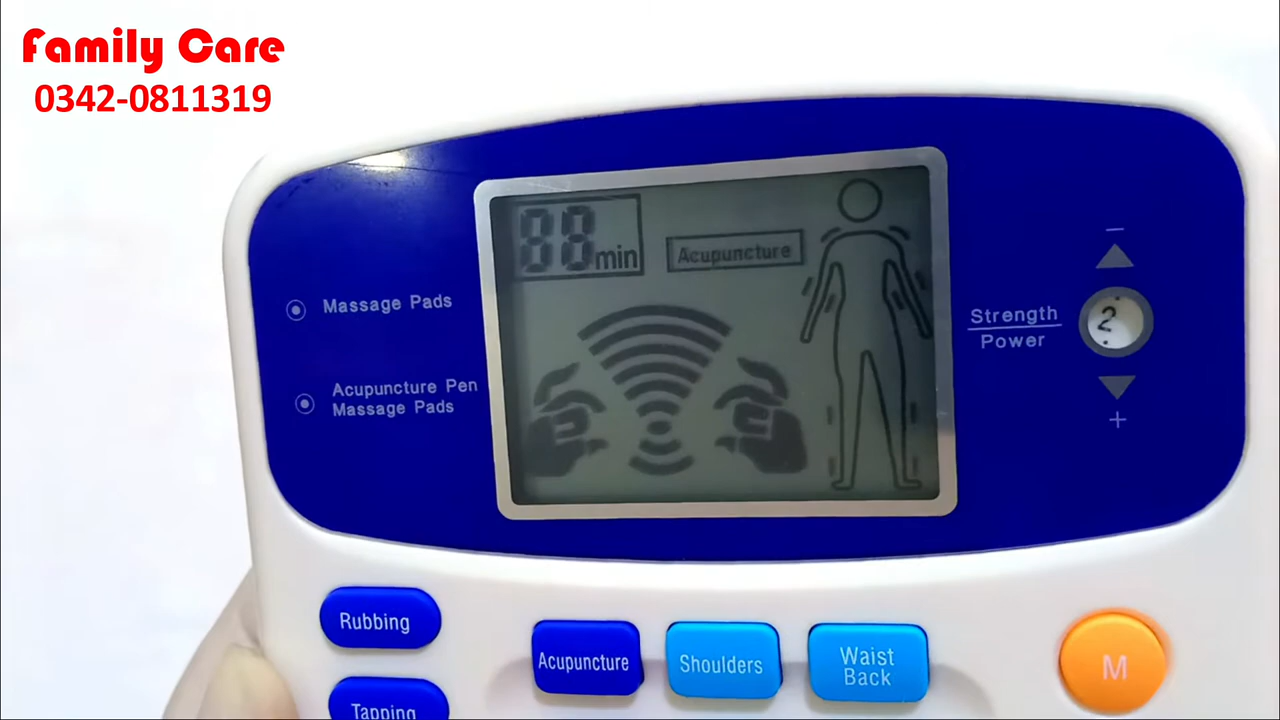 Family Care
0342-0811319
88min
Acupuncture
Massage Pads
Acupuncture Pen
Massage Pads
Strength
Power
−
2
+
Rubbing
Acupuncture
Shoulders
Waist
Back
M
Tapping